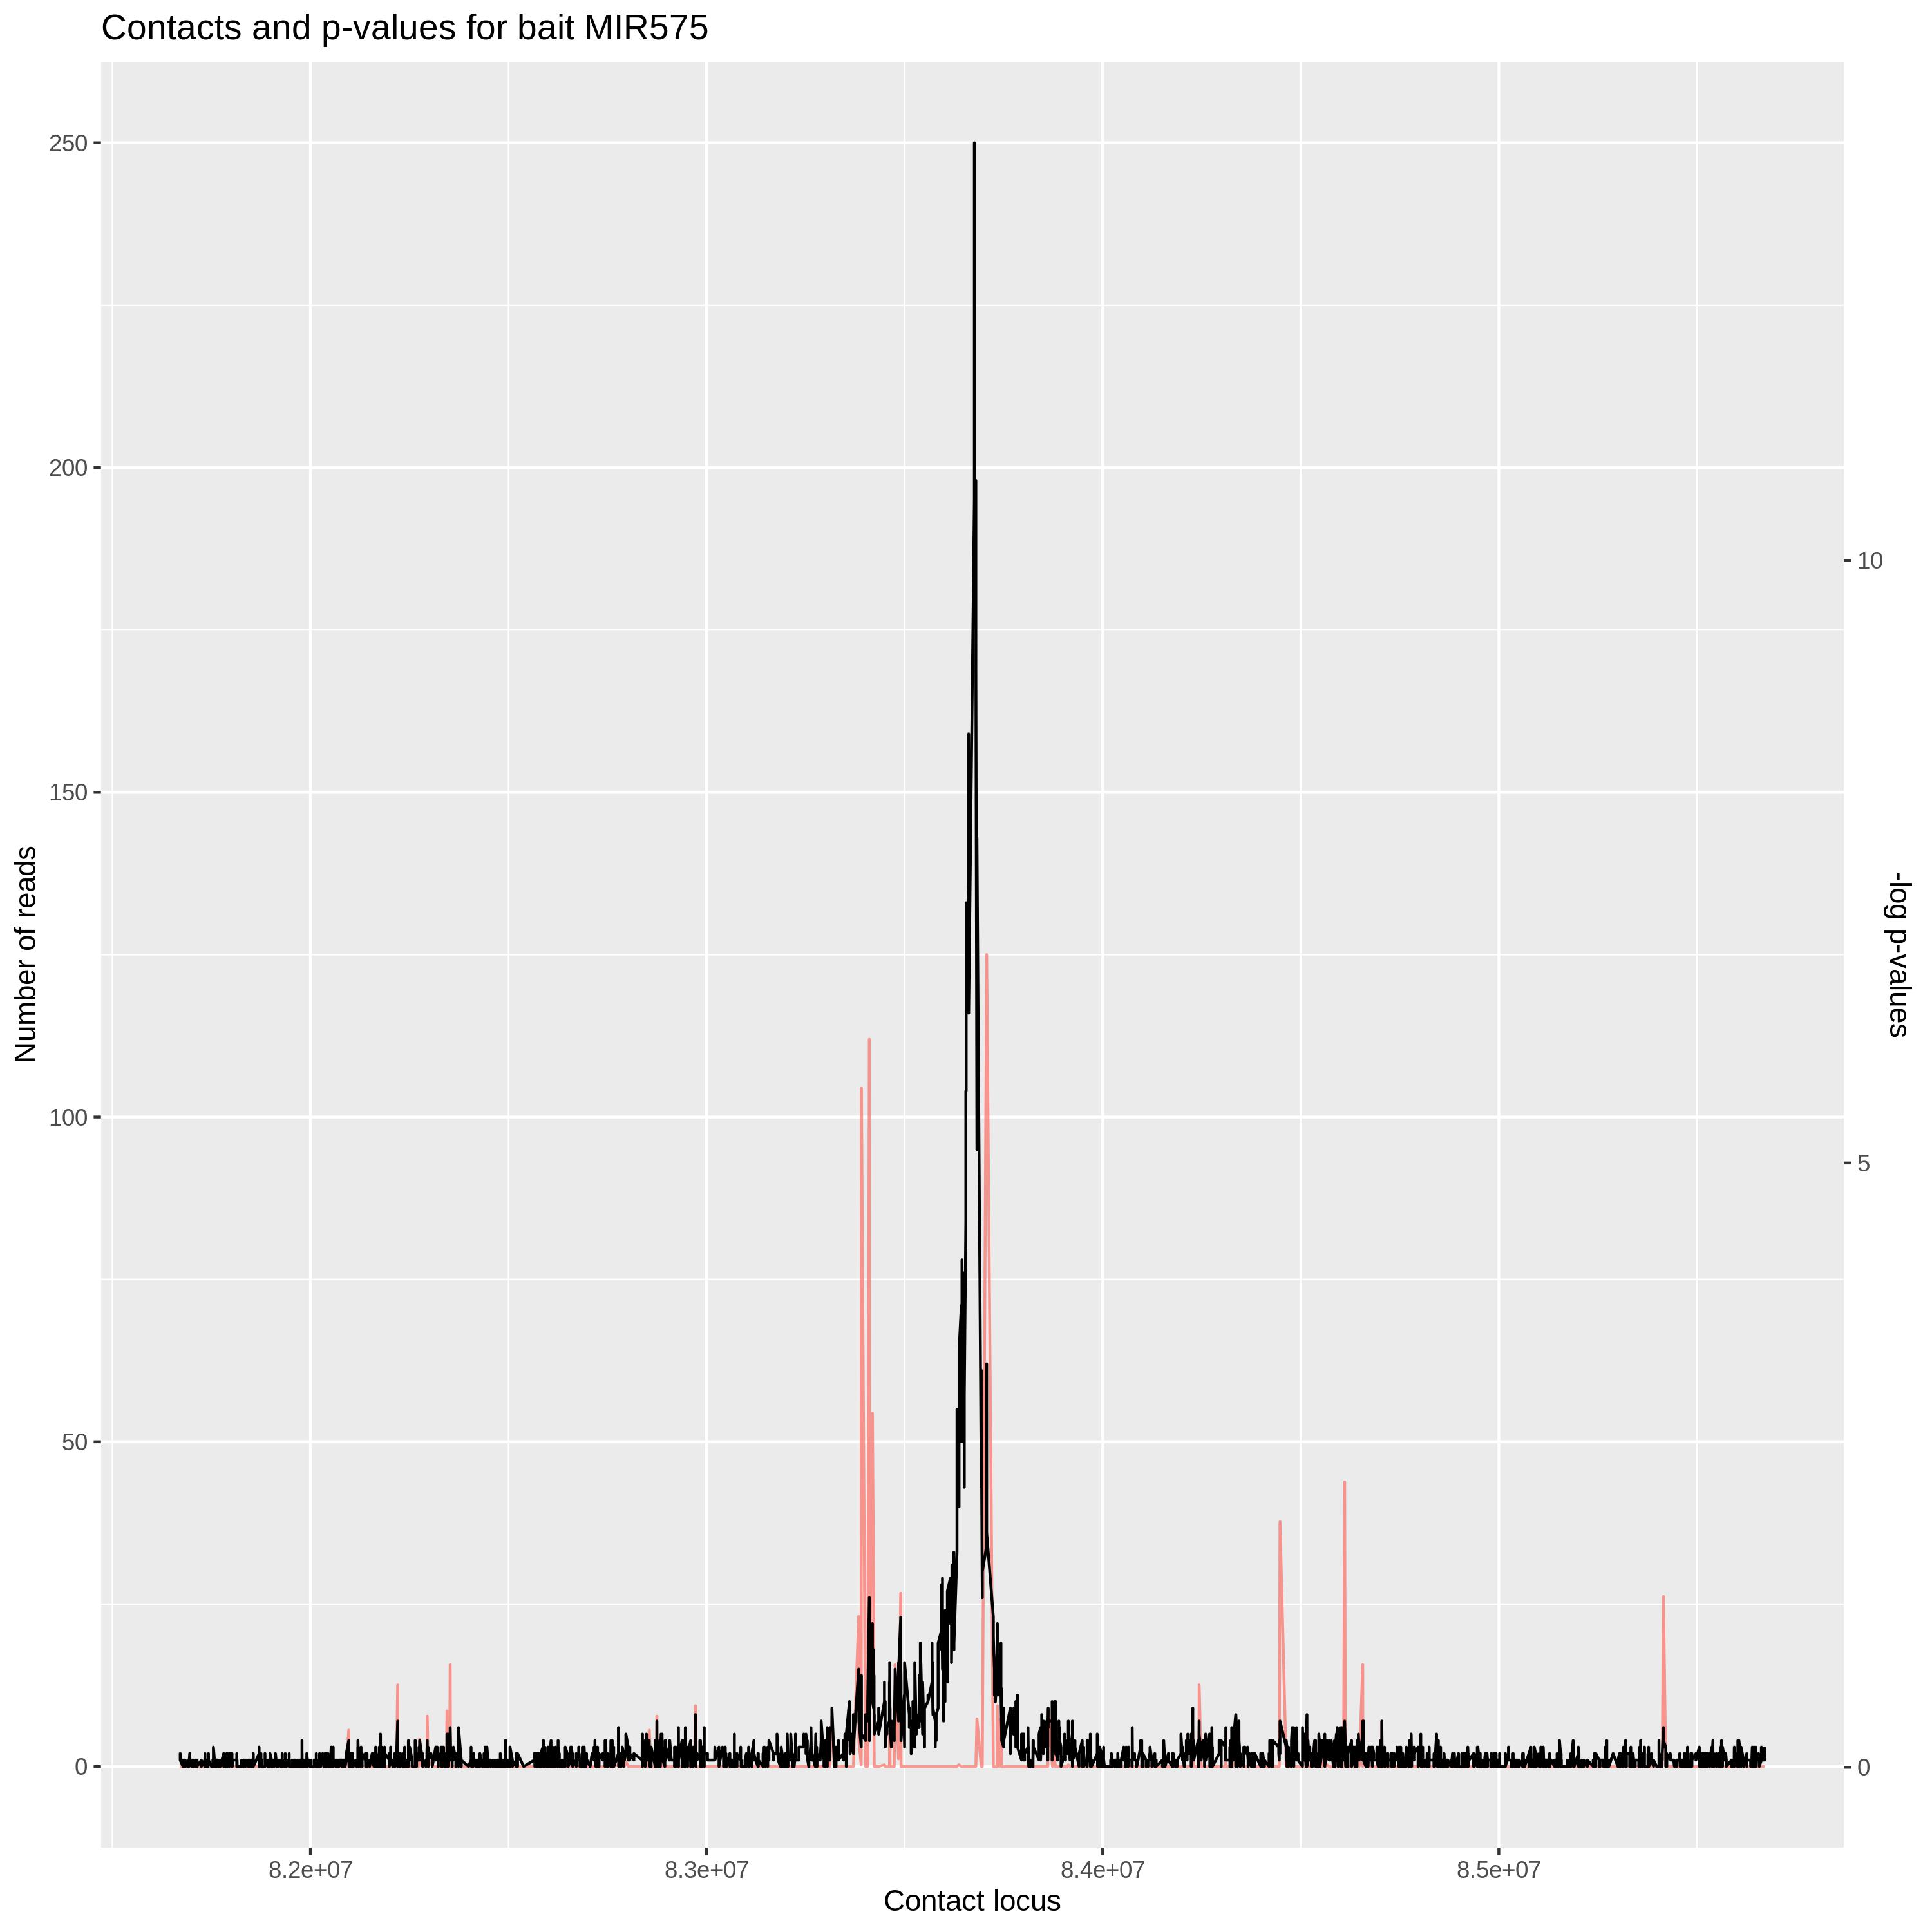 Contacts and p-values for bait MIR575
250
200
150
100
50
0
Number of reads
10
5
0
-log p-values
8.2e+07
8.3e+07
8.4e+07
8.5e+07
Contact locus